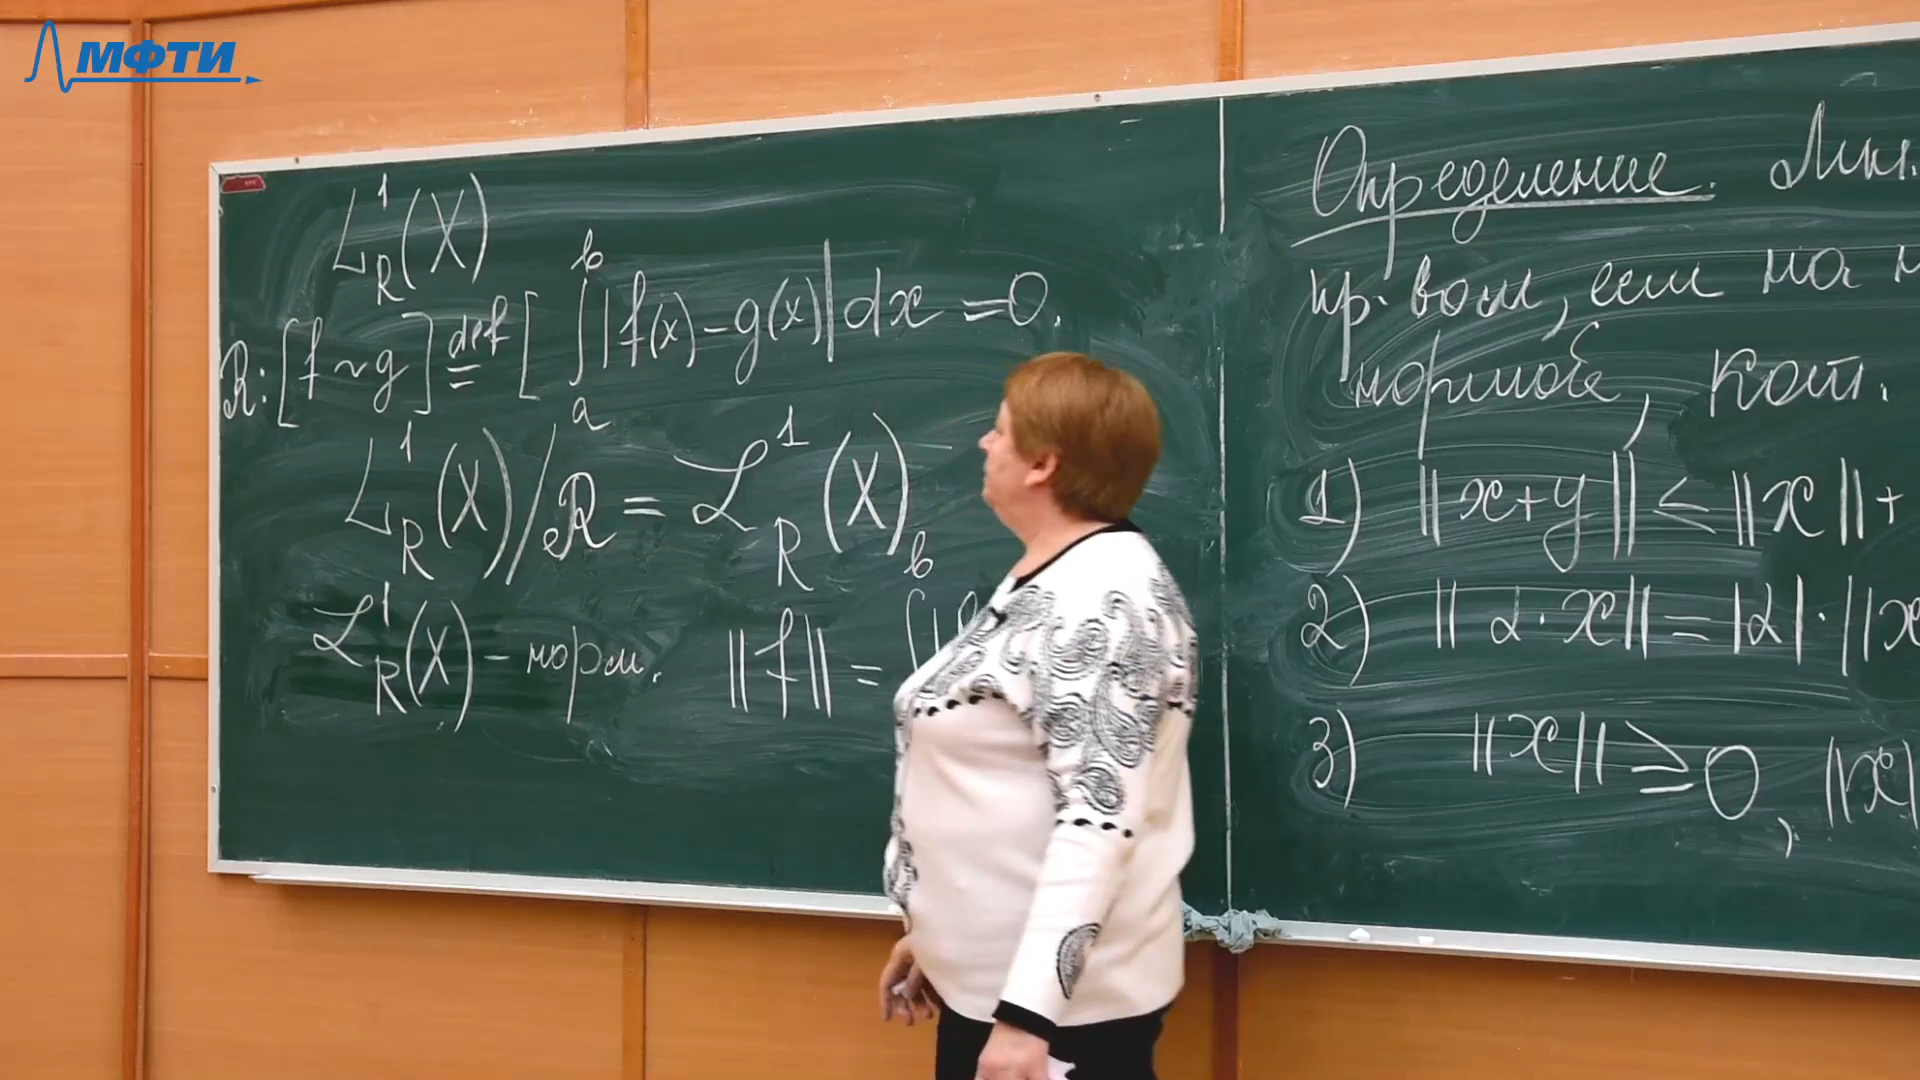 МФТИ
L¹_R(X)
R: [f ~ g] def= [ ∫_a^b |f(x) - g(x)| dx = 0.
L¹_R(X)/R = ℒ¹_R(X)
ℒ¹_R(X) - норм. ||f|| = ∫^b |
Определение. Лин.
пр-вом, если на
нормой, кот.
1) ||x+y|| ≤ ||x|| +
2) ||α·x|| = |α|·||x
3) ||x|| ≥ 0, ||x|